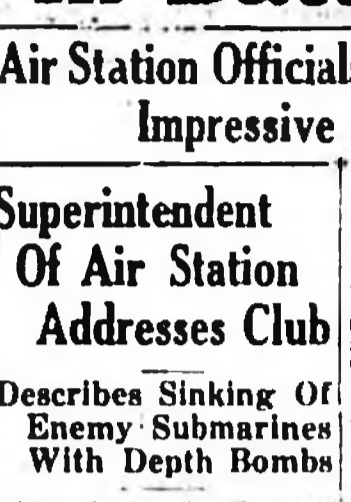 Air Station Official
Impressive
Superintendent
Of Air Station
Addresses Club
Describes Sinking Of
Enemy Submarines
With Depth Bombs